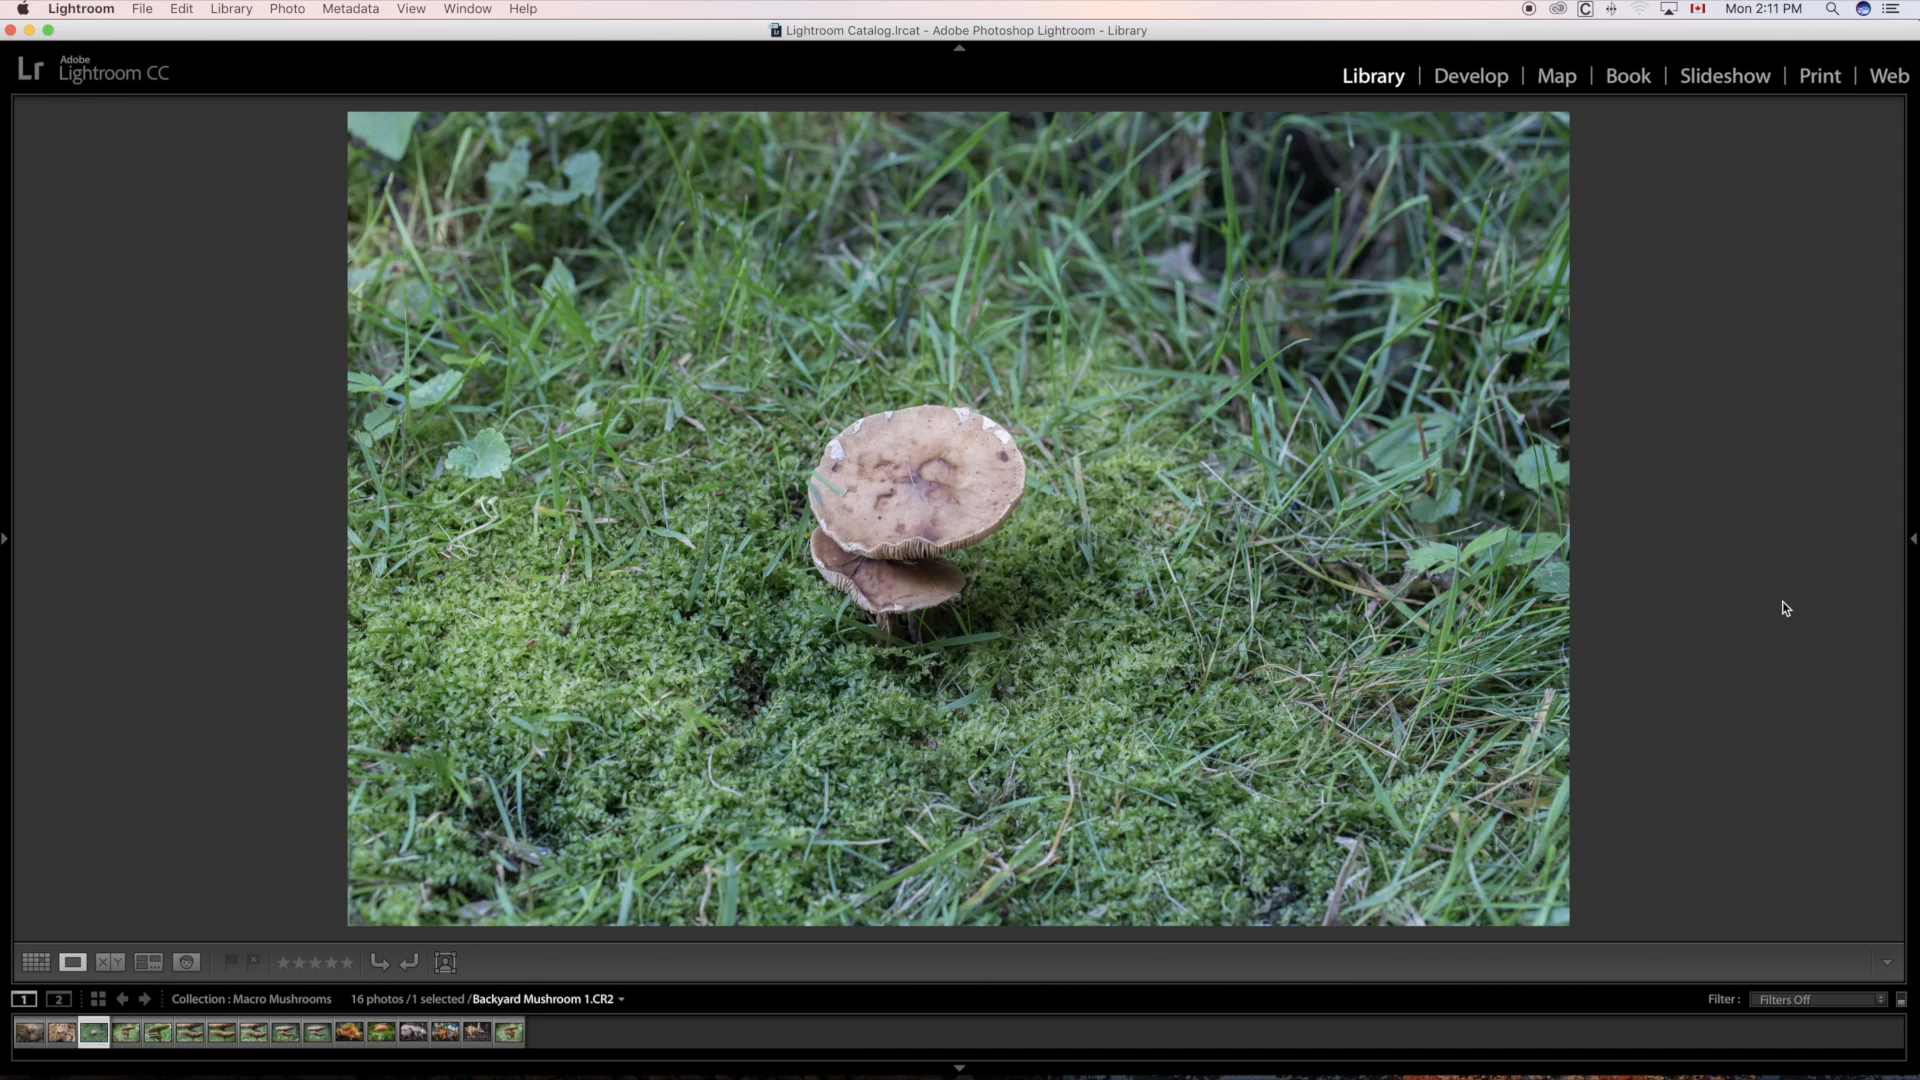 Lightroom File Edit Library Photo Metadata View Window Help Mon 2:11 PM
Lightroom Catalog.lrcat - Adobe Photoshop Lightroom - Library
Lr Adobe Lightroom CC
Library | Develop | Map | Book | Slideshow | Print | Web
X Y
1 2 Collection : Macro Mushrooms 16 photos / 1 selected / Backyard Mushroom 1.CR2 Filter : Filters Off